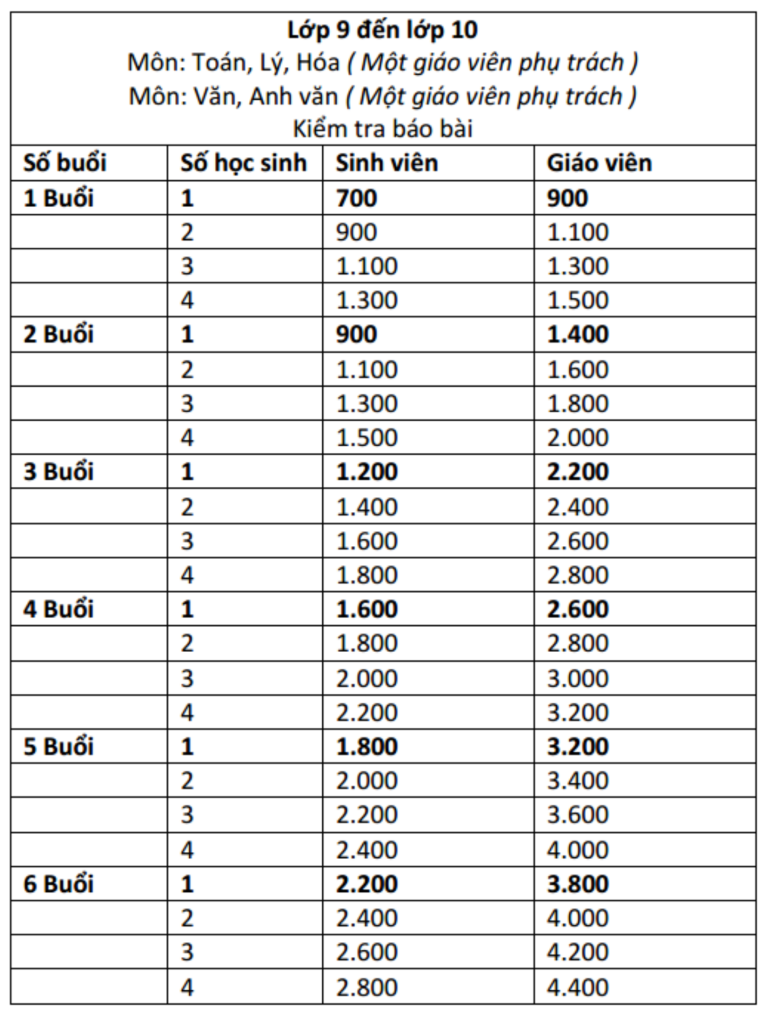 Lớp 9 đến lớp 10
Môn: Toán, Lý, Hóa ( Một giáo viên phụ trách )
Môn: Văn, Anh văn ( Một giáo viên phụ trách )
Kiểm tra báo bài
Số buổi Số học sinh Sinh viên Giáo viên
1 Buổi 1 700 900
2 900 1.100
3 1.100 1.300
4 1.300 1.500
2 Buổi 1 900 1.400
2 1.100 1.600
3 1.300 1.800
4 1.500 2.000
3 Buổi 1 1.200 2.200
2 1.400 2.400
3 1.600 2.600
4 1.800 2.800
4 Buổi 1 1.600 2.600
2 1.800 2.800
3 2.000 3.000
4 2.200 3.200
5 Buổi 1 1.800 3.200
2 2.000 3.400
3 2.200 3.600
4 2.400 4.000
6 Buổi 1 2.200 3.800
2 2.400 4.000
3 2.600 4.200
4 2.800 4.400